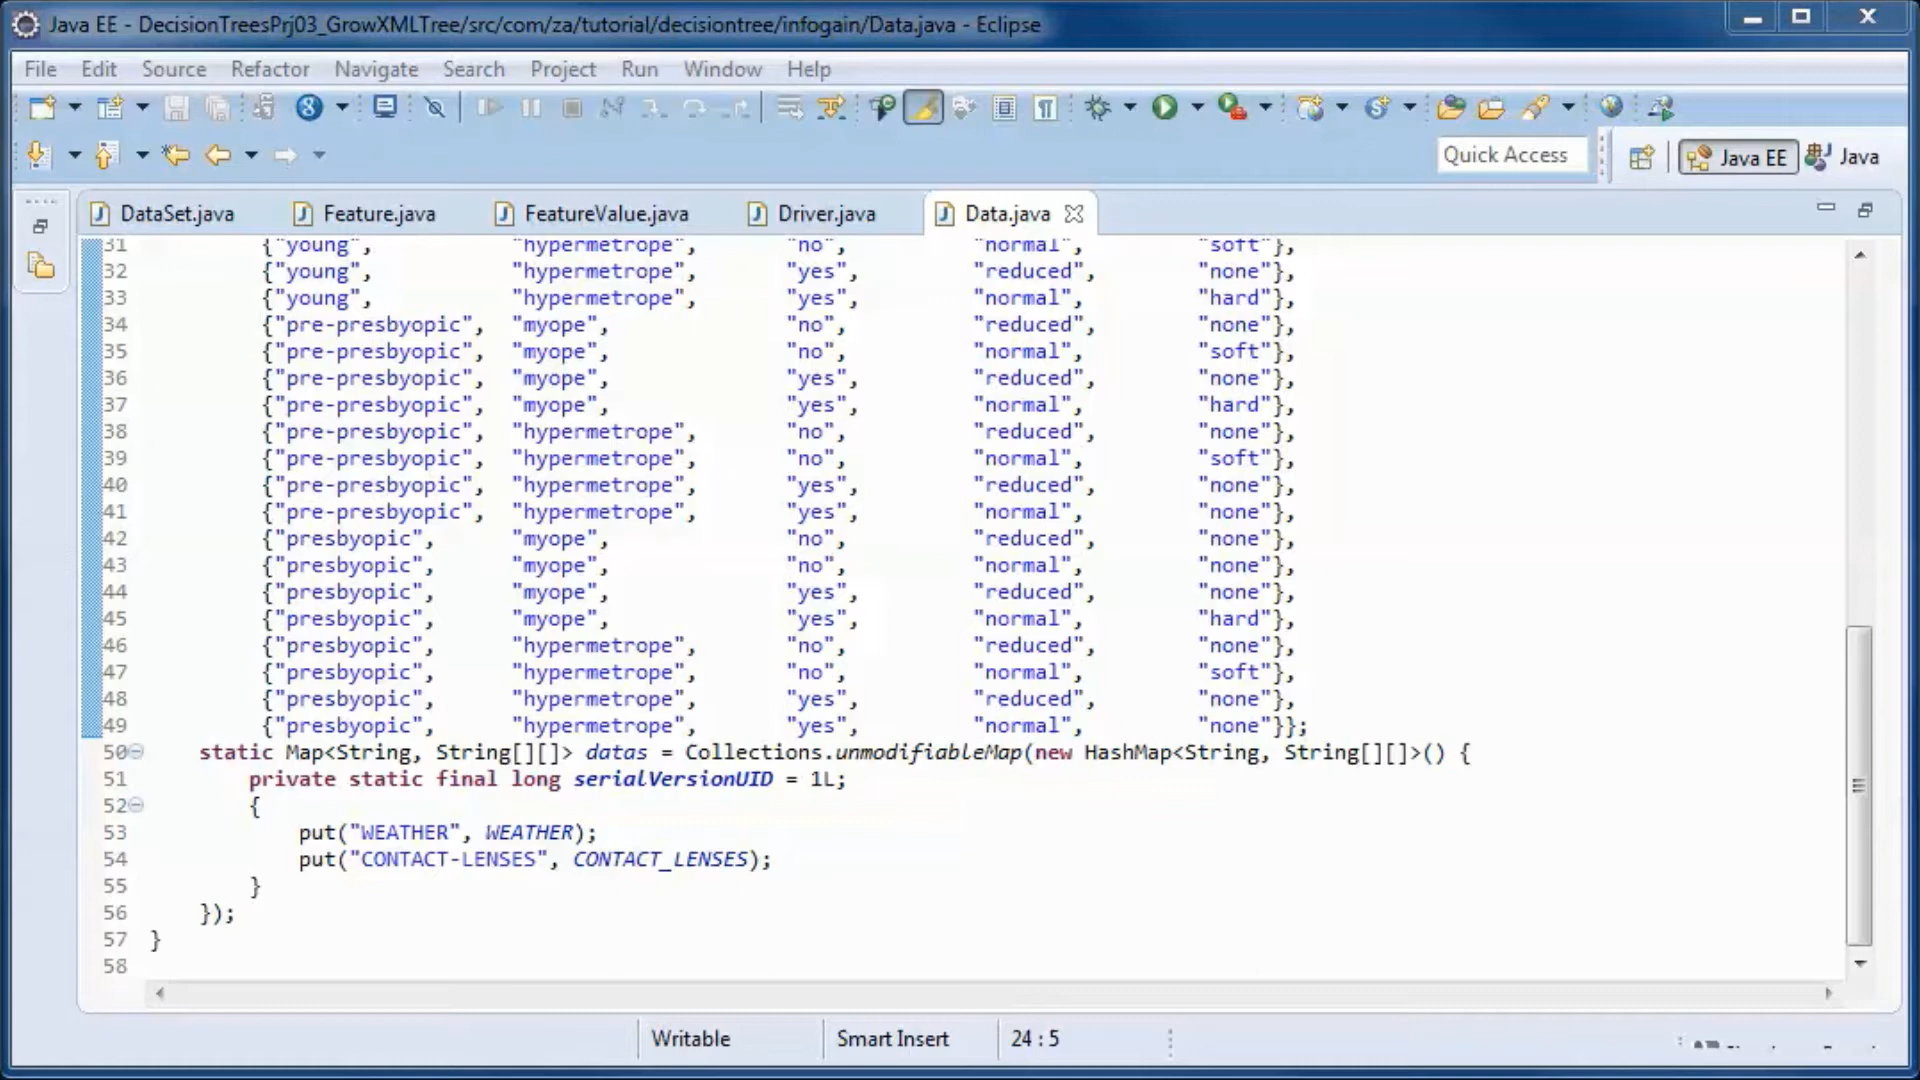 Java EE - DecisionTreesPrj03_GrowXMLTree/src/com/za/tutorial/decisiontree/infogain/Data.java - Eclipse
File Edit Source Refactor Navigate Search Project Run Window Help
Quick Access Java EE Java
DataSet.java Feature.java FeatureValue.java Driver.java Data.java
31 {"young", "hypermetrope", "no", "normal", "soft"},
32 {"young", "hypermetrope", "yes", "reduced", "none"},
33 {"young", "hypermetrope", "yes", "normal", "hard"},
34 {"pre-presbyopic", "myope", "no", "reduced", "none"},
35 {"pre-presbyopic", "myope", "no", "normal", "soft"},
36 {"pre-presbyopic", "myope", "yes", "reduced", "none"},
37 {"pre-presbyopic", "myope", "yes", "normal", "hard"},
38 {"pre-presbyopic", "hypermetrope", "no", "reduced", "none"},
39 {"pre-presbyopic", "hypermetrope", "no", "normal", "soft"},
40 {"pre-presbyopic", "hypermetrope", "yes", "reduced", "none"},
41 {"pre-presbyopic", "hypermetrope", "yes", "normal", "none"},
42 {"presbyopic", "myope", "no", "reduced", "none"},
43 {"presbyopic", "myope", "no", "normal", "none"},
44 {"presbyopic", "myope", "yes", "reduced", "none"},
45 {"presbyopic", "myope", "yes", "normal", "hard"},
46 {"presbyopic", "hypermetrope", "no", "reduced", "none"},
47 {"presbyopic", "hypermetrope", "no", "normal", "soft"},
48 {"presbyopic", "hypermetrope", "yes", "reduced", "none"},
49 {"presbyopic", "hypermetrope", "yes", "normal", "none"}};
50 static Map<String, String[][]> datas = Collections.unmodifiableMap(new HashMap<String, String[][]>() {
51 private static final long serialVersionUID = 1L;
52 {
53 put("WEATHER", WEATHER);
54 put("CONTACT-LENSES", CONTACT_LENSES);
55 }
56 });
57 }
58
Writable Smart Insert 24 : 5